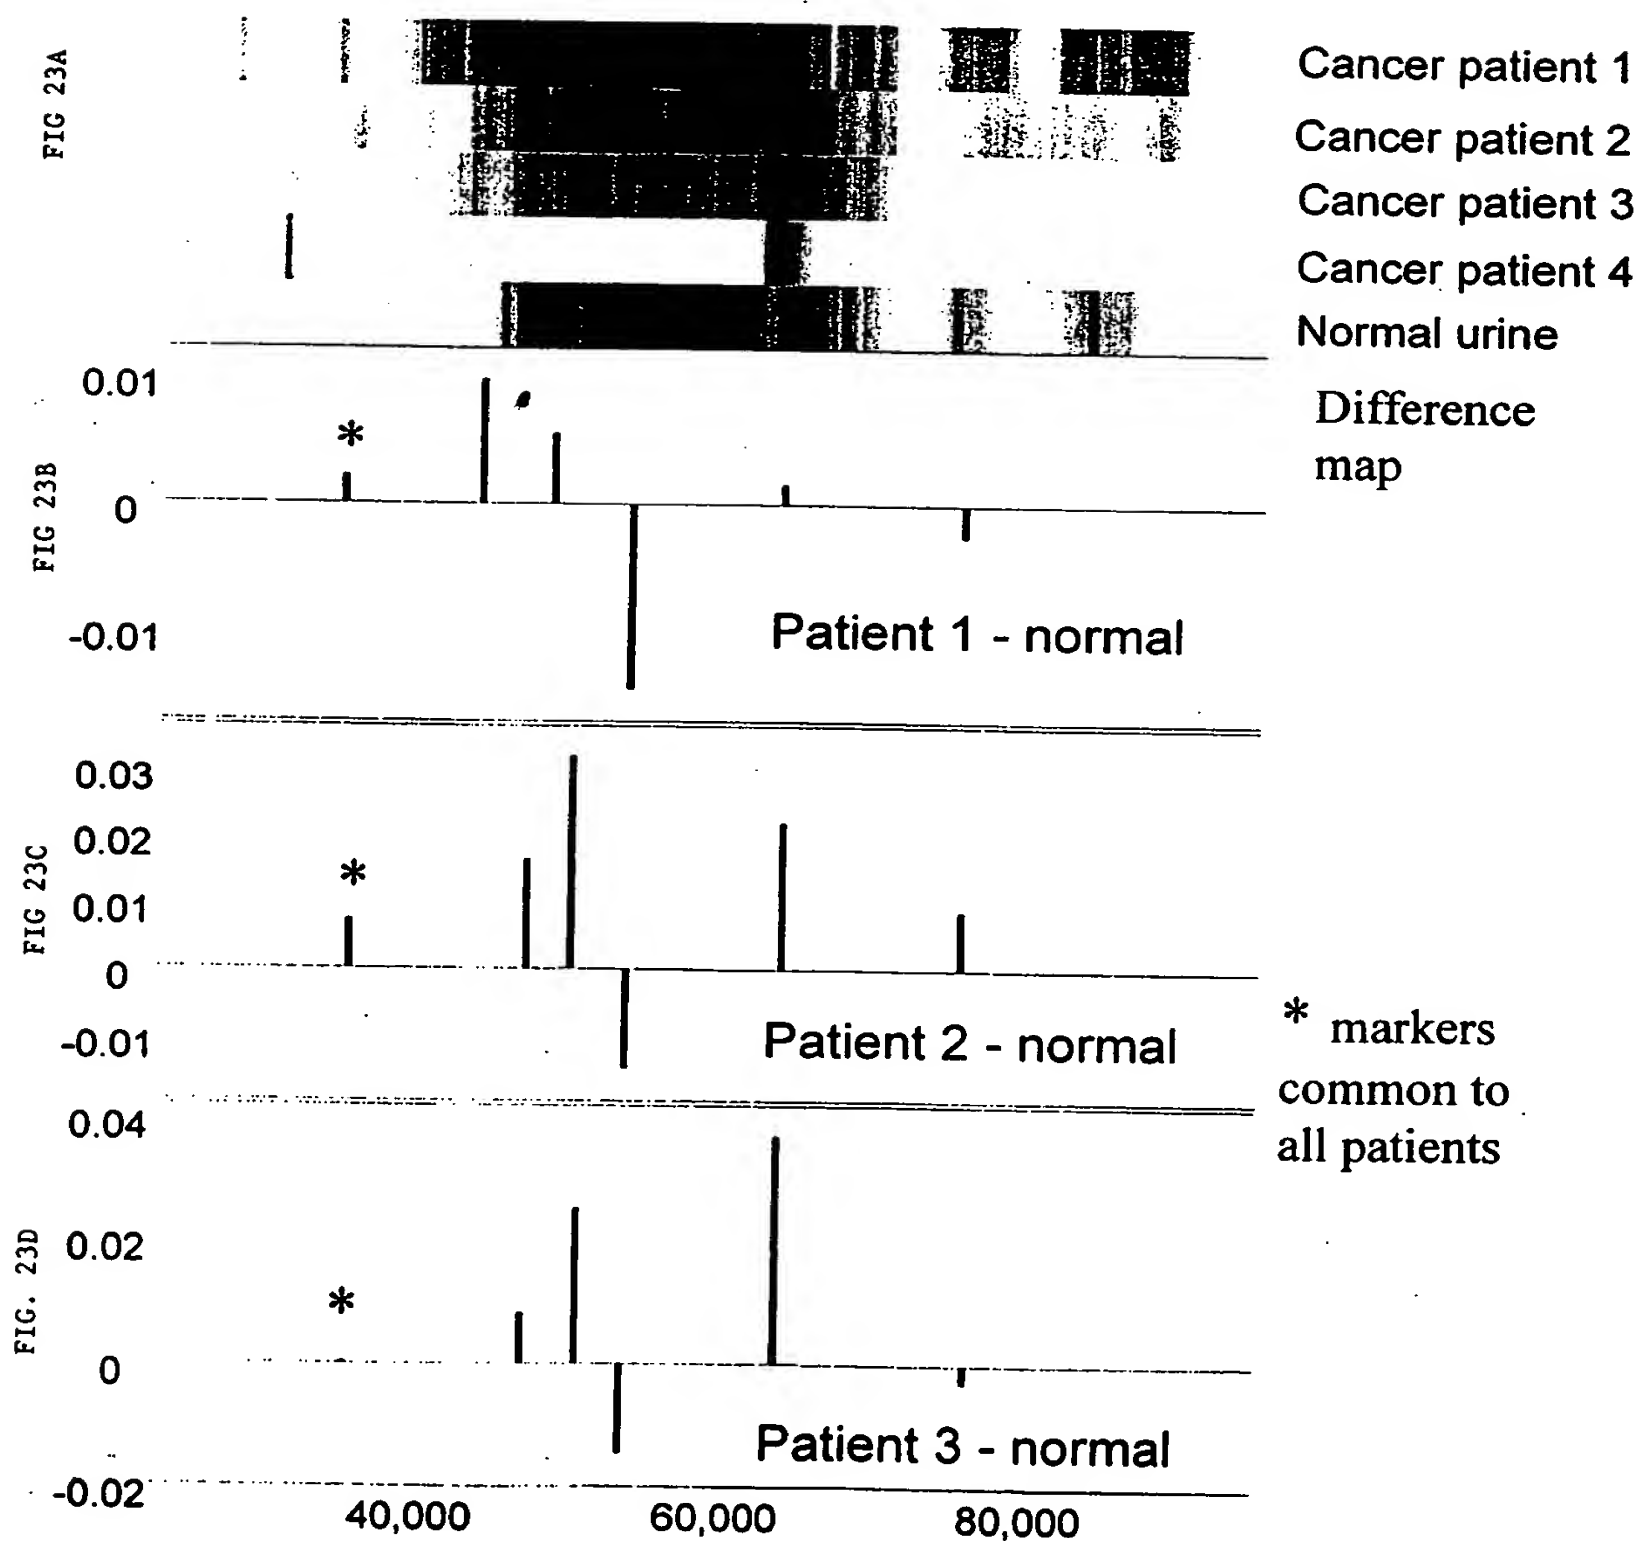 FIG 23A
Cancer patient 1
Cancer patient 2
Cancer patient 3
Cancer patient 4
Normal urine
Difference
map
FIG 23B
0.01
*
0
-0.01
Patient 1 - normal
FIG 23C
0.03
0.02
*
0.01
0
-0.01
Patient 2 - normal
* markers
common to
all patients
FIG. 23D
0.04
0.02
*
0
Patient 3 - normal
-0.02
40,000 60,000 80,000